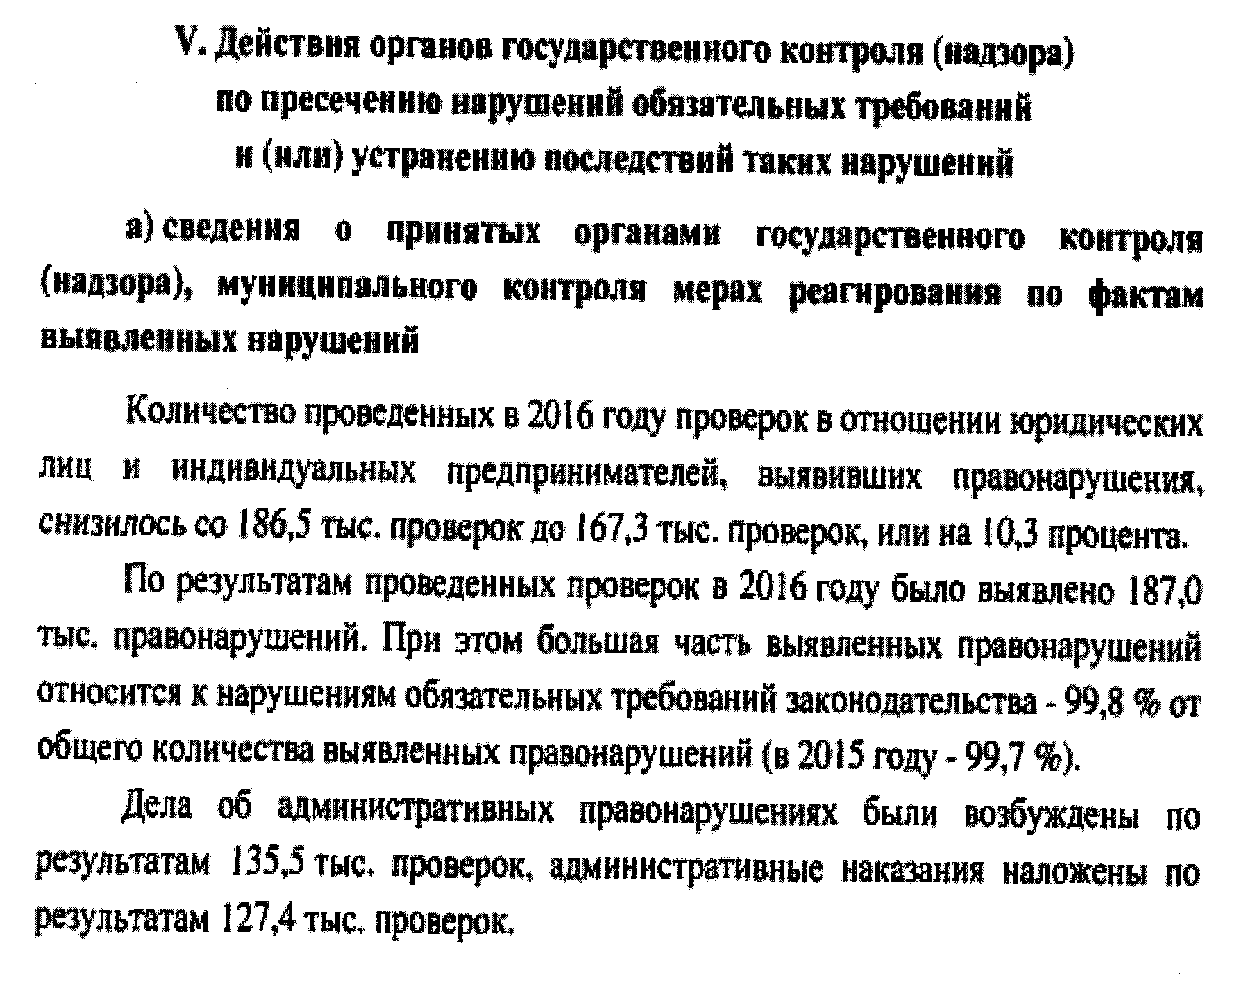 V. Действия органов государственного контроля (надзора)
по пресечению нарушений обязательных требований
и (или) устранению последствий таких нарушений
а) сведения о принятых органами государственного контроля
(надзора), муниципального контроля мерах реагирования по фактам
выявленных нарушений
Количество проведенных в 2016 году проверок в отношении юридических
лиц и индивидуальных предпринимателей, выявивших правонарушения,
снизилось со 186,5 тыс. проверок до 167,3 тыс. проверок, или на 10,3 процента.
По результатам проведенных проверок в 2016 году было выявлено 187,0
тыс. правонарушений. При этом большая часть выявленных правонарушений
относится к нарушениям обязательных требований законодательства - 99,8 % от
общего количества выявленных правонарушений (в 2015 году - 99,7 %).
Дела об административных правонарушениях были возбуждены по
результатам 135,5 тыс. проверок, административные наказания наложены по
результатам 127,4 тыс. проверок.